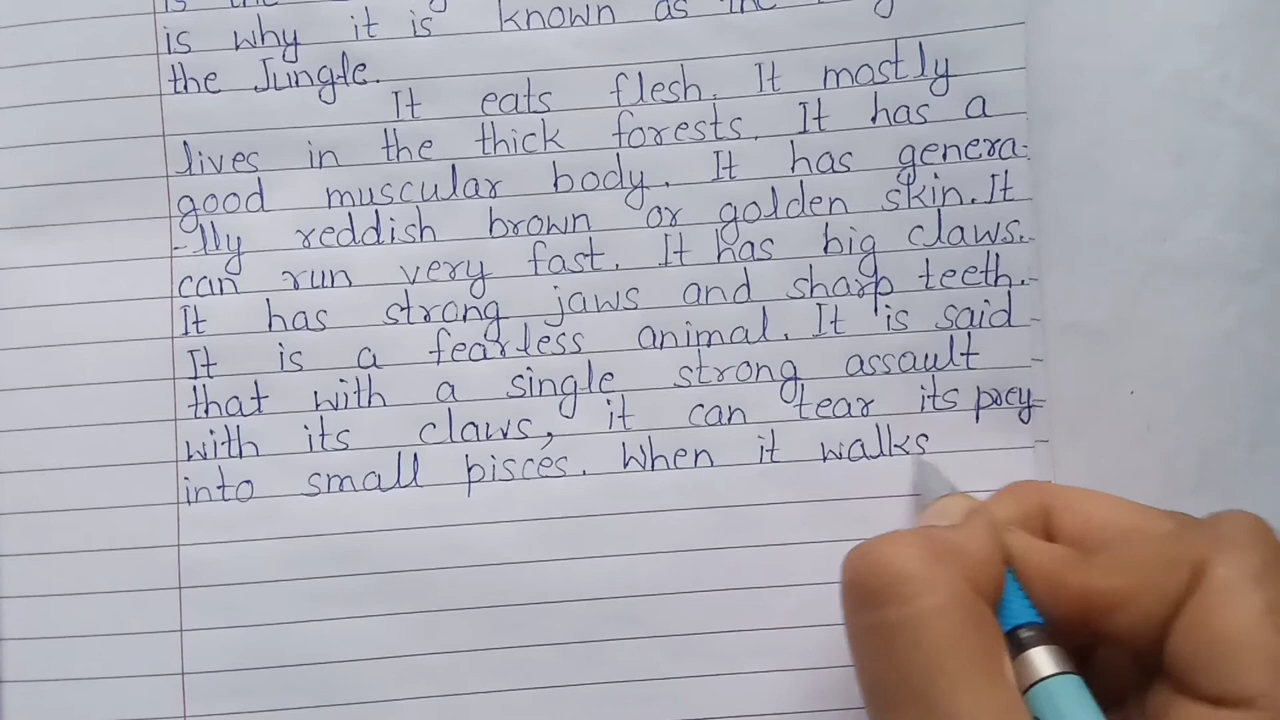 is the
is why it is known as the
the Jungle.
It eats flesh. It mostly
lives in the thick forests. It has a
good muscular body. It has genera-
-lly reddish brown or golden skin. It
can run very fast. It has big claws.
It has strong jaws and sharp teeth.
It is a fearless animal. It is said
that with a single strong assault
with its claws, it can tear its prey
into small pisces. When it walks